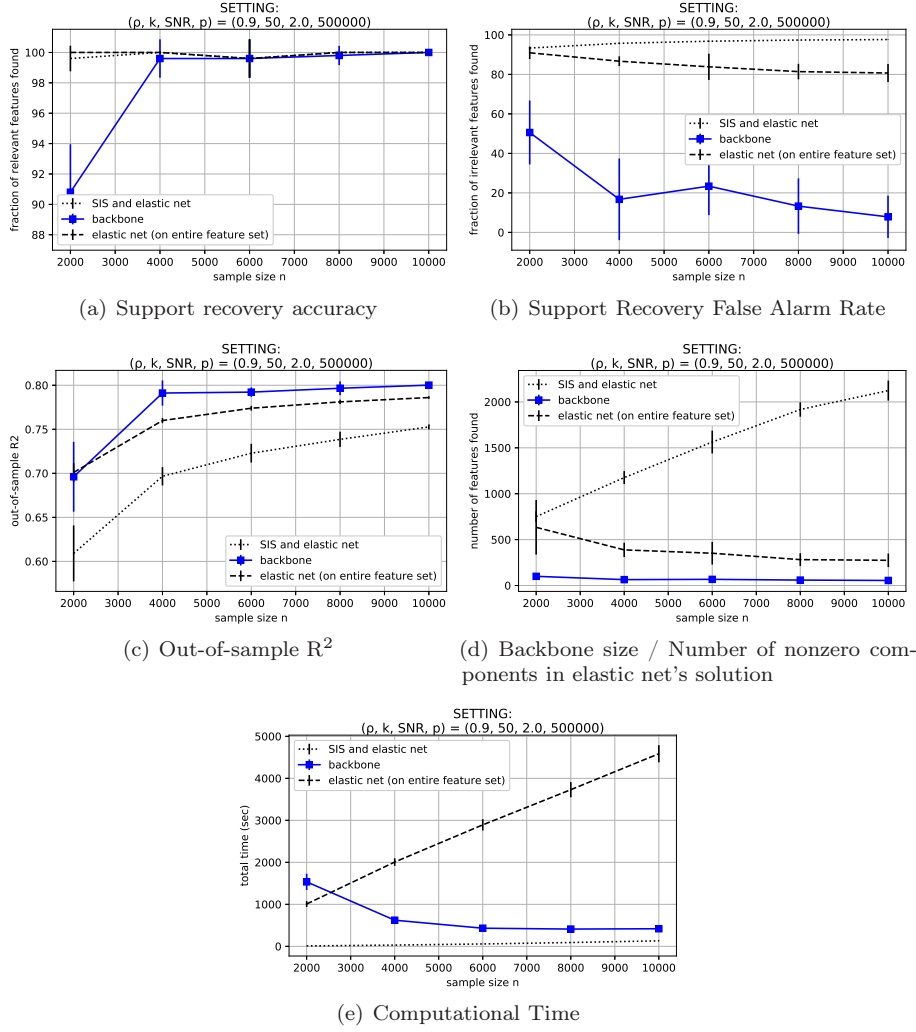 SETTING:
(ρ, k, SNR, p) = (0.9, 50, 2.0, 500000)
fraction of relevant features found
100
98
96
94
92
90
88
SIS and elastic net
backbone
elastic net (on entire feature set)
2000 3000 4000 5000 6000 7000 8000 9000 10000
sample size n
(a) Support recovery accuracy
SETTING:
(ρ, k, SNR, p) = (0.9, 50, 2.0, 500000)
fraction of irrelevant features found
100
80
60
40
20
0
SIS and elastic net
backbone
elastic net (on entire feature set)
2000 3000 4000 5000 6000 7000 8000 9000 10000
sample size n
(b) Support Recovery False Alarm Rate
SETTING:
(ρ, k, SNR, p) = (0.9, 50, 2.0, 500000)
out-of-sample R2
0.80
0.75
0.70
0.65
0.60
SIS and elastic net
backbone
elastic net (on entire feature set)
2000 3000 4000 5000 6000 7000 8000 9000 10000
sample size n
(c) Out-of-sample R²
SETTING:
(ρ, k, SNR, p) = (0.9, 50, 2.0, 500000)
number of features found
2000
1500
1000
500
0
SIS and elastic net
backbone
elastic net (on entire feature set)
2000 3000 4000 5000 6000 7000 8000 9000 10000
sample size n
(d) Backbone size / Number of nonzero com-
ponents in elastic net's solution
SETTING:
(ρ, k, SNR, p) = (0.9, 50, 2.0, 500000)
total time (sec)
5000
4000
3000
2000
1000
0
SIS and elastic net
backbone
elastic net (on entire feature set)
2000 3000 4000 5000 6000 7000 8000 9000 10000
sample size n
(e) Computational Time